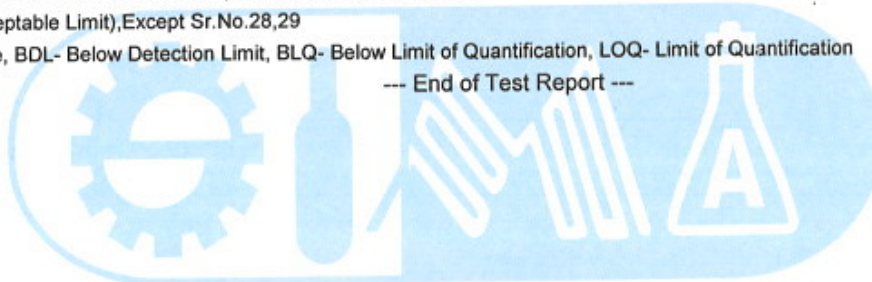 eptable Limit),Except Sr.No.28,29
e, BDL- Below Detection Limit, BLQ- Below Limit of Quantification, LOQ- Limit of Quantification
--- End of Test Report ---
A